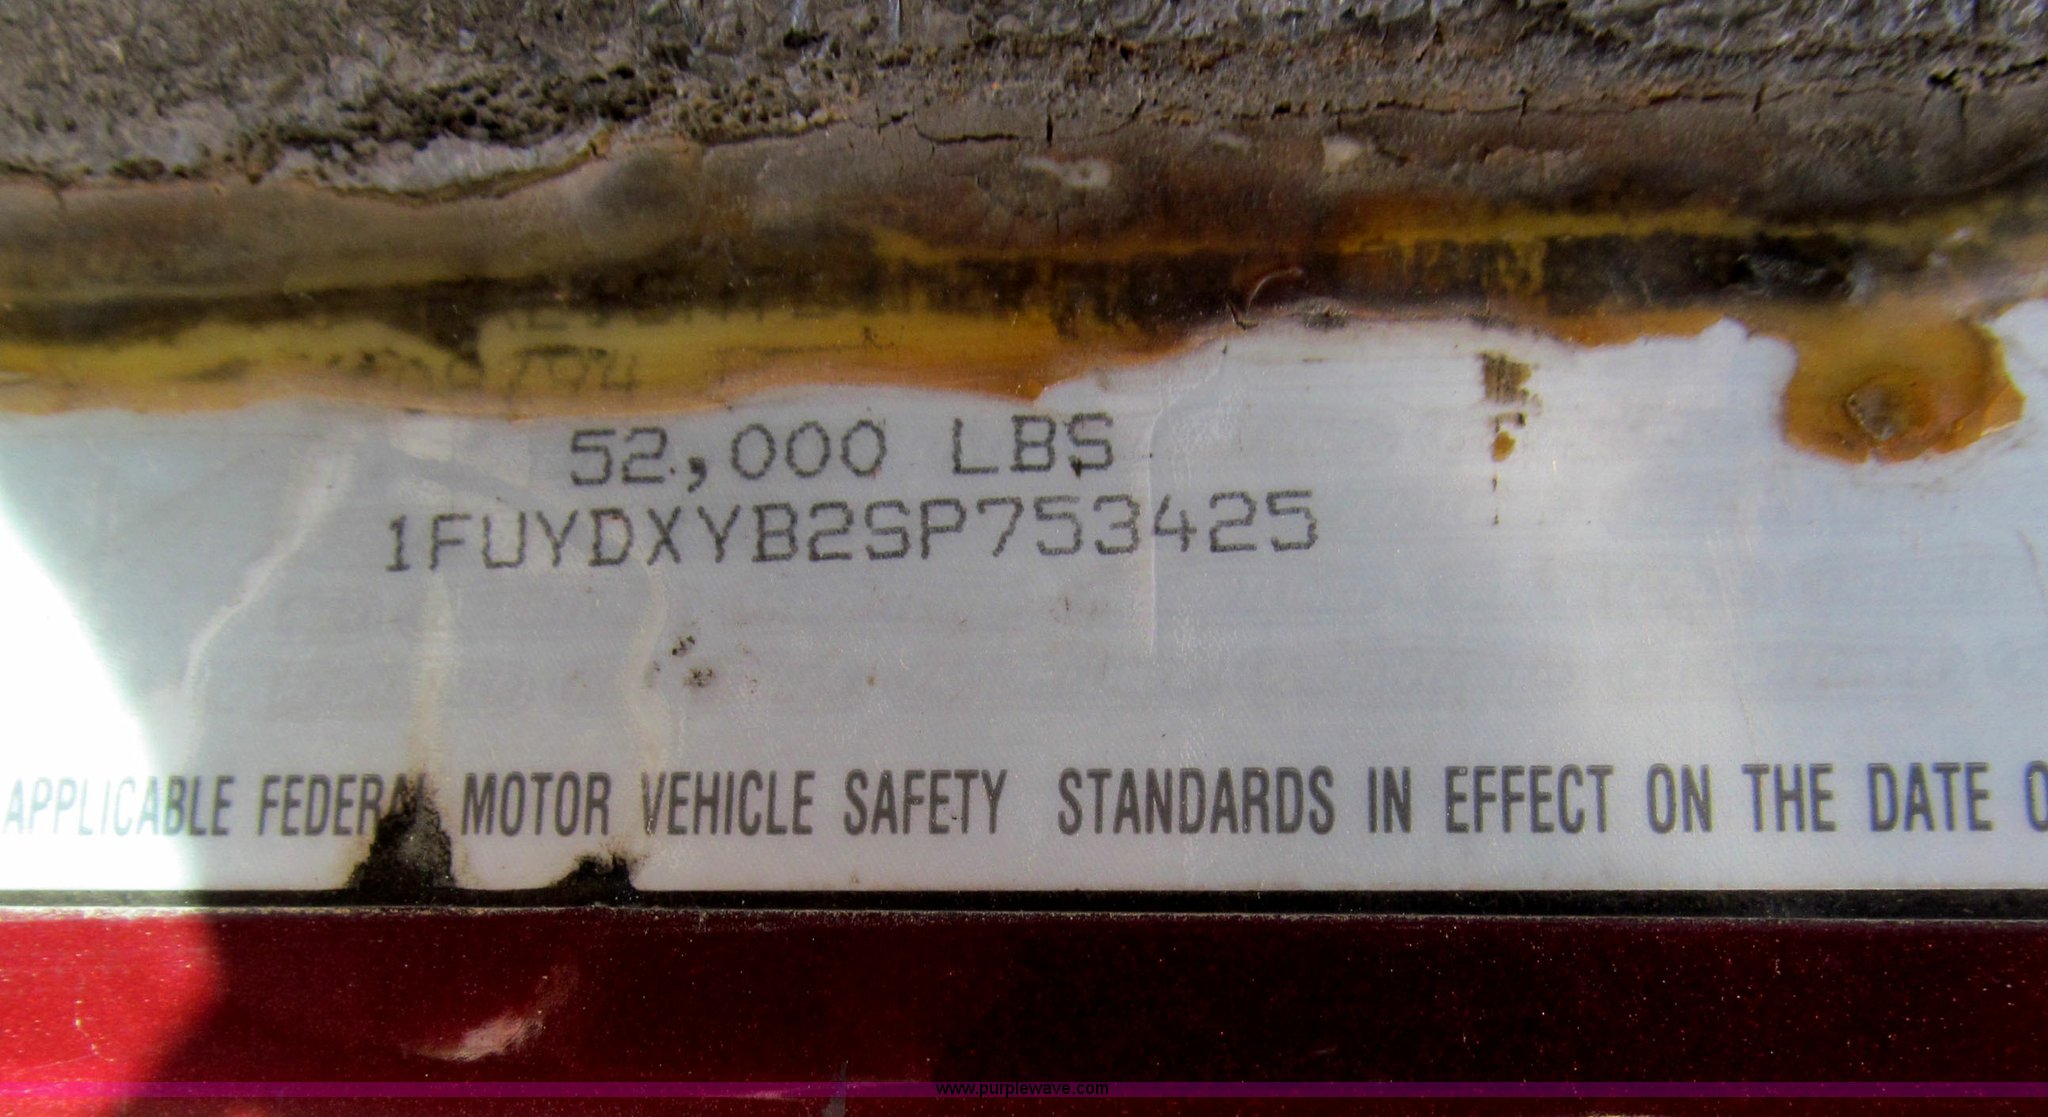 52,000 LBS
1FUYDXYB2SP753425
APPLICABLE FEDERAL MOTOR VEHICLE SAFETY STANDARDS IN EFFECT ON THE DATE
www.purplewave.com